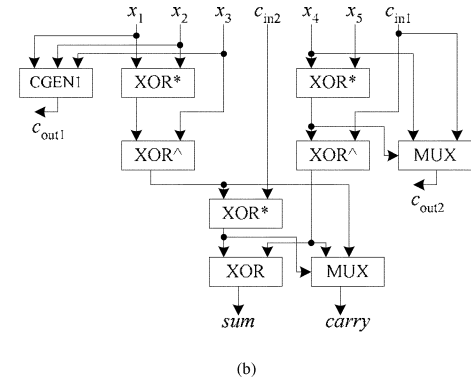 x1 x2 x3 cin2 x4 x5 cin1
CGEN1 XOR* XOR*
cout1
XOR^ XOR^ MUX
cout2
XOR*
XOR MUX
sum carry
(b)